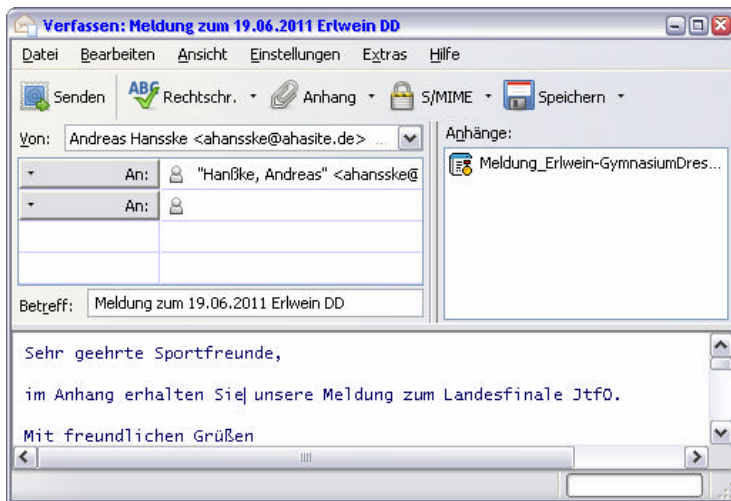 Verfassen: Meldung zum 19.06.2011 Erlwein DD
Datei Bearbeiten Ansicht Einstellungen Extras Hilfe
Senden ABC Rechtschr. Anhang S/MIME Speichern
Von: Andreas Hansske <ahansske@ahasite.de> ...
Anhänge:
An: "Hanßke, Andreas" <ahansske@
Meldung_Erlwein-GymnasiumDres...
An:
Betreff: Meldung zum 19.06.2011 Erlwein DD
Sehr geehrte Sportfreunde,
im Anhang erhalten Sie unsere Meldung zum Landesfinale JtfO.
Mit freundlichen Grüßen